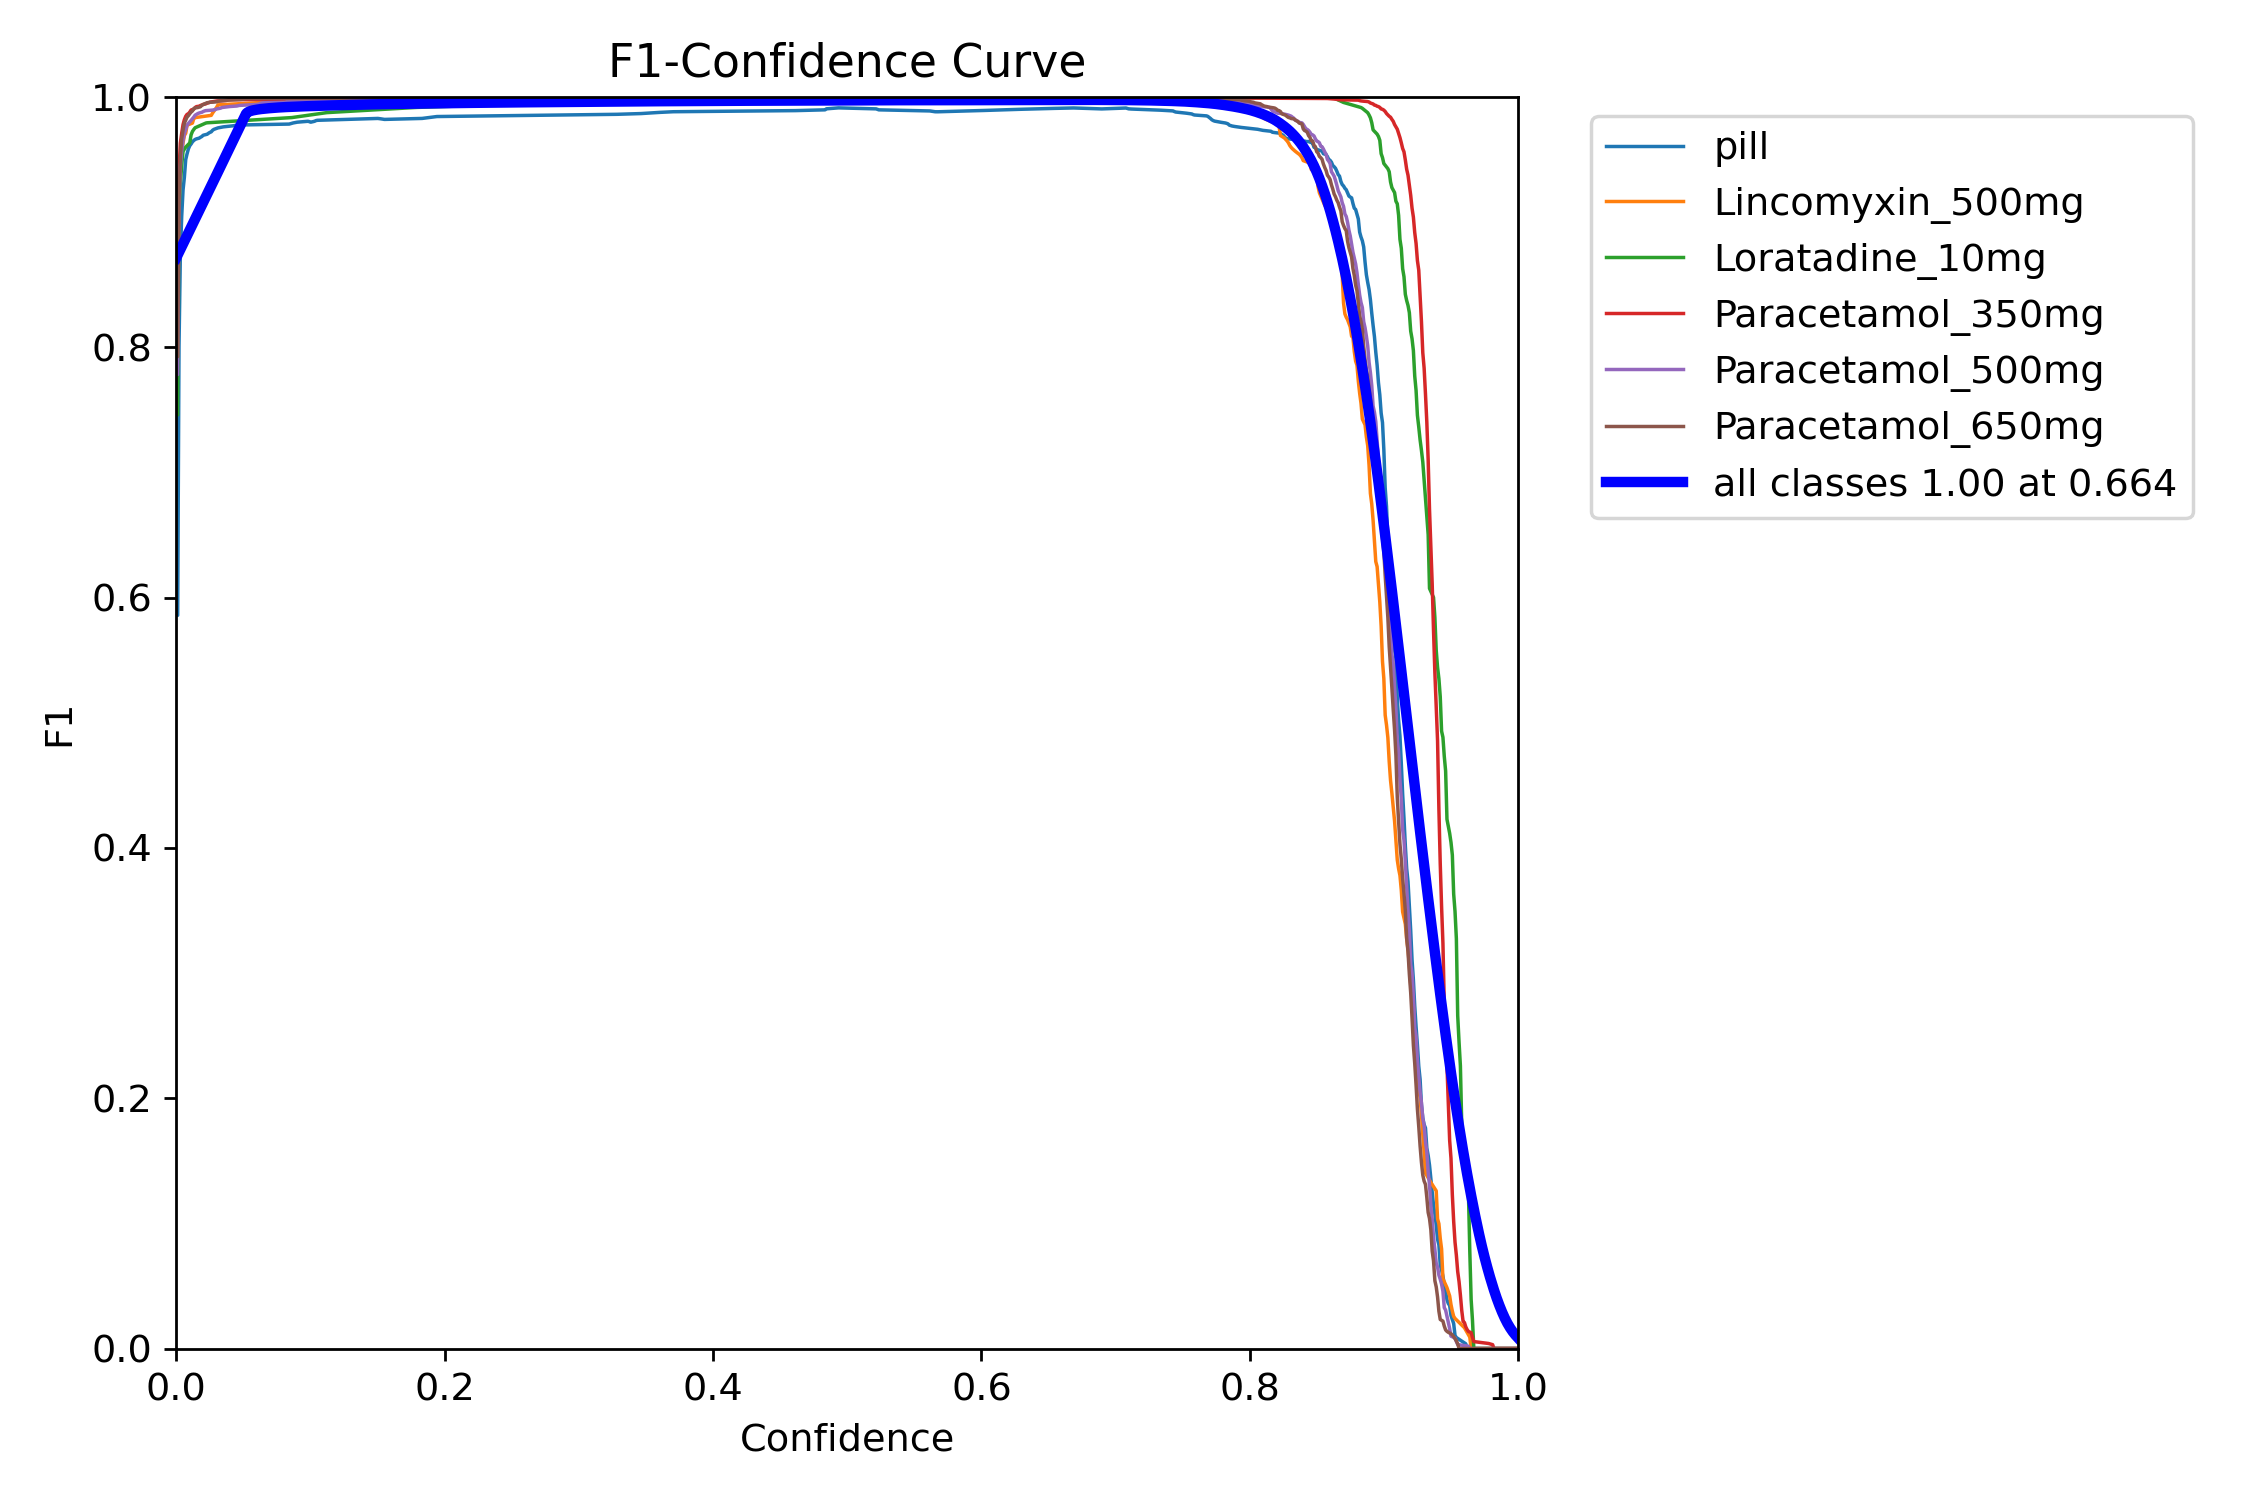 F1-Confidence Curve
1.0
0.8
0.6
0.4
0.2
0.0
F1
0.0 0.2 0.4 0.6 0.8 1.0
Confidence
pill
Lincomyxin_500mg
Loratadine_10mg
Paracetamol_350mg
Paracetamol_500mg
Paracetamol_650mg
all classes 1.00 at 0.664